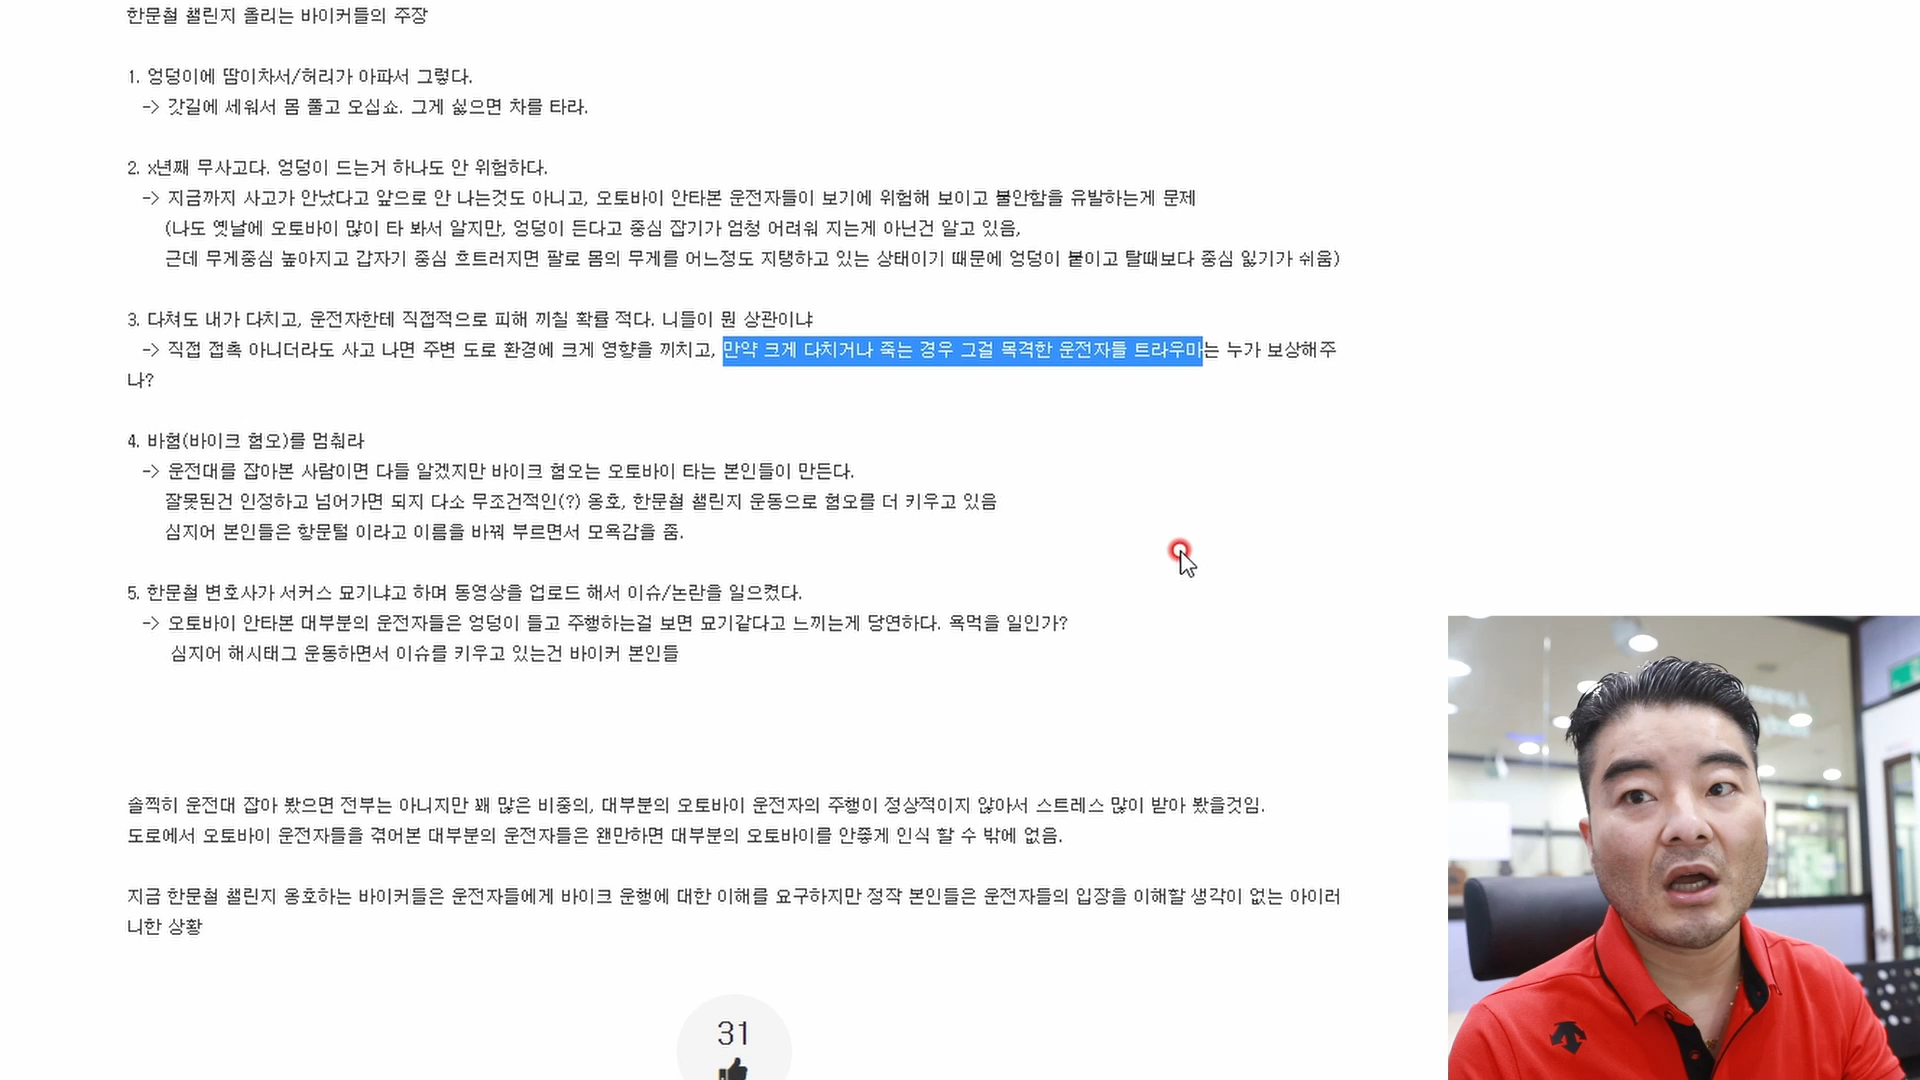 한문철 챌린지 올리는 바이커들의 주장
1. 엉덩이에 땀이차서/허리가 아파서 그렇다.
-> 갓길에 세워서 몸 풀고 오십쇼. 그게 싫으면 차를 타라.
2. x년째 무사고다. 엉덩이 드는거 하나도 안 위험하다.
-> 지금까지 사고가 안났다고 앞으로 안 나는것도 아니고, 오토바이 안타본 운전자들이 보기에 위험해 보이고 불안함을 유발하는게 문제
(나도 옛날에 오토바이 많이 타 봐서 알지만, 엉덩이 든다고 중심 잡기가 엄청 어려워 지는게 아닌건 알고 있음,
근데 무게중심 높아지고 갑자기 중심 흐트러지면 팔로 몸의 무게를 어느정도 지탱하고 있는 상태이기 때문에 엉덩이 붙이고 탈때보다 중심 잃기가 쉬움)
3. 다쳐도 내가 다치고, 운전자한테 직접적으로 피해 끼칠 확률 적다. 니들이 뭔 상관이냐
-> 직접 접촉 아니더라도 사고 나면 주변 도로 환경에 크게 영향을 끼치고, 만약 크게 다치거나 죽는 경우 그걸 목격한 운전자들 트라우마는 누가 보상해주
나?
4. 바혐(바이크 혐오)를 멈춰라
-> 운전대를 잡아본 사람이면 다들 알겠지만 바이크 혐오는 오토바이 타는 본인들이 만든다.
잘못된건 인정하고 넘어가면 되지 다소 무조건적인(?) 옹호, 한문철 챌린지 운동으로 혐오를 더 키우고 있음
심지어 본인들은 항문털 이라고 이름을 바꿔 부르면서 모욕감을 줌.
5. 한문철 변호사가 서커스 묘기냐고 하며 동영상을 업로드 해서 이슈/논란을 일으켰다.
-> 오토바이 안타본 대부분의 운전자들은 엉덩이 들고 주행하는걸 보면 묘기같다고 느끼는게 당연하다. 욕먹을 일인가?
심지어 해시태그 운동하면서 이슈를 키우고 있는건 바이커 본인들
솔찍히 운전대 잡아 봤으면 전부는 아니지만 꽤 많은 비중의, 대부분의 오토바이 운전자의 주행이 정상적이지 않아서 스트레스 많이 받아 봤을것임.
도로에서 오토바이 운전자들을 겪어본 대부분의 운전자들은 왠만하면 대부분의 오토바이를 안좋게 인식 할 수 밖에 없음.
지금 한문철 챌린지 옹호하는 바이커들은 운전자들에게 바이크 운행에 대한 이해를 요구하지만 정작 본인들은 운전자들의 입장을 이해할 생각이 없는 아이러
니한 상황
31